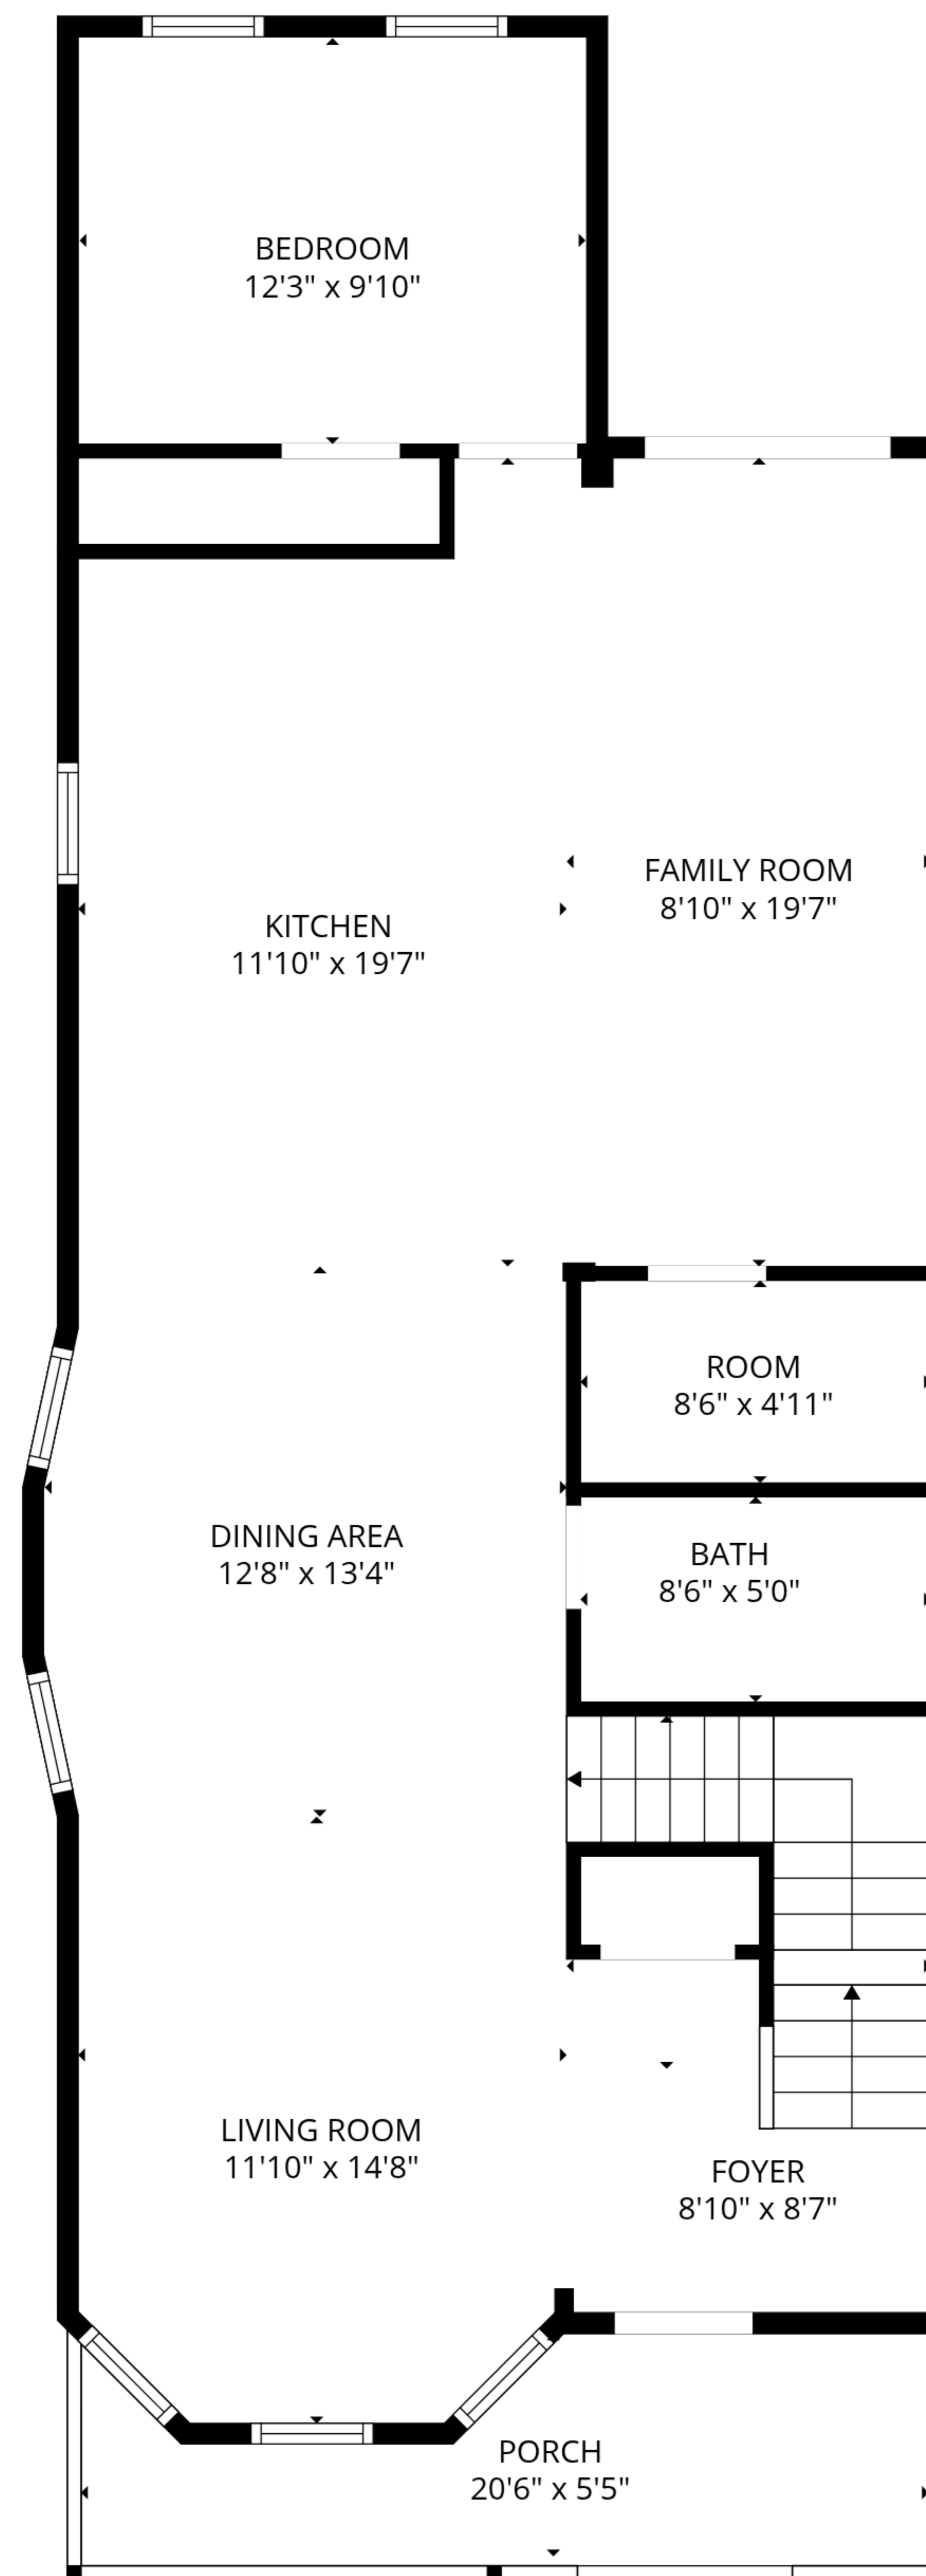 BEDROOM
12'3" x 9'10"
FAMILY ROOM
8'10" x 19'7"
KITCHEN
11'10" x 19'7"
ROOM
8'6" x 4'11"
DINING AREA
12'8" x 13'4"
BATH
8'6" x 5'0"
LIVING ROOM
11'10" x 14'8"
FOYER
8'10" x 8'7"
PORCH
20'6" x 5'5"